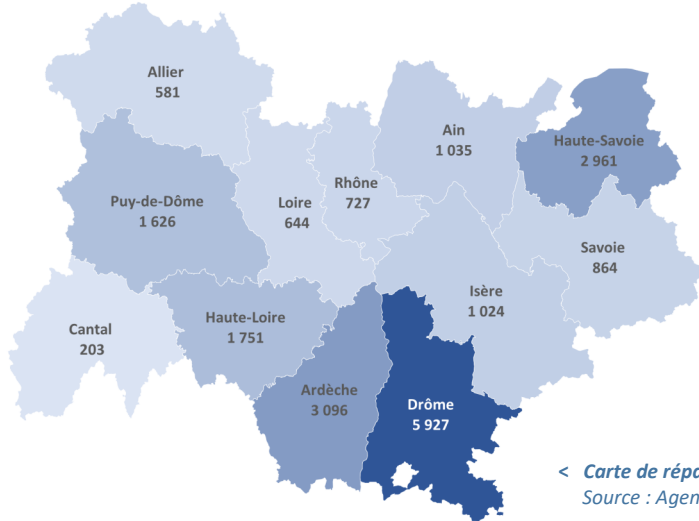 Allier
581
Ain
1 035
Haute-Savoie
2 961
Puy-de-Dôme
1 626
Loire
644
Rhône
727
Savoie
864
Isère
1 024
Cantal
203
Haute-Loire
1 751
Ardèche
3 096
Drôme
5 927
< Carte de
Source :